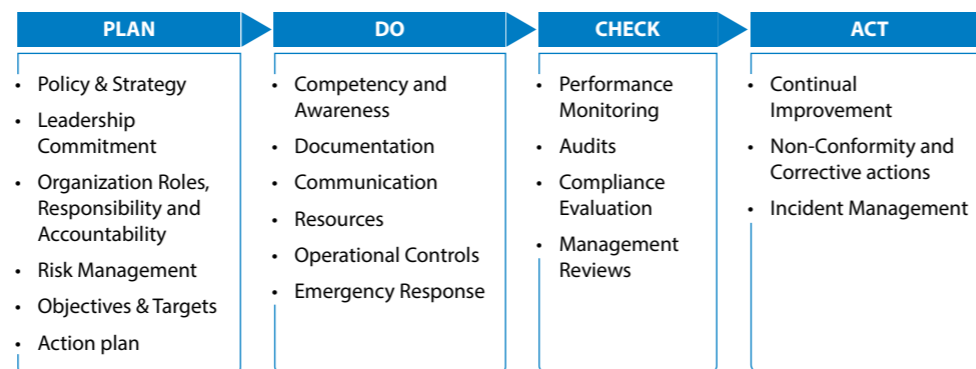 PLAN
• Policy & Strategy
• Leadership
Commitment
• Organization Roles,
Responsibility and
Accountability
• Risk Management
• Objectives & Targets
• Action plan
DO
• Competency and
Awareness
• Documentation
• Communication
• Resources
• Operational Controls
• Emergency Response
CHECK
• Performance
Monitoring
• Audits
• Compliance
Evaluation
• Management
Reviews
ACT
• Continual
Improvement
• Non-Conformity and
Corrective actions
• Incident Management